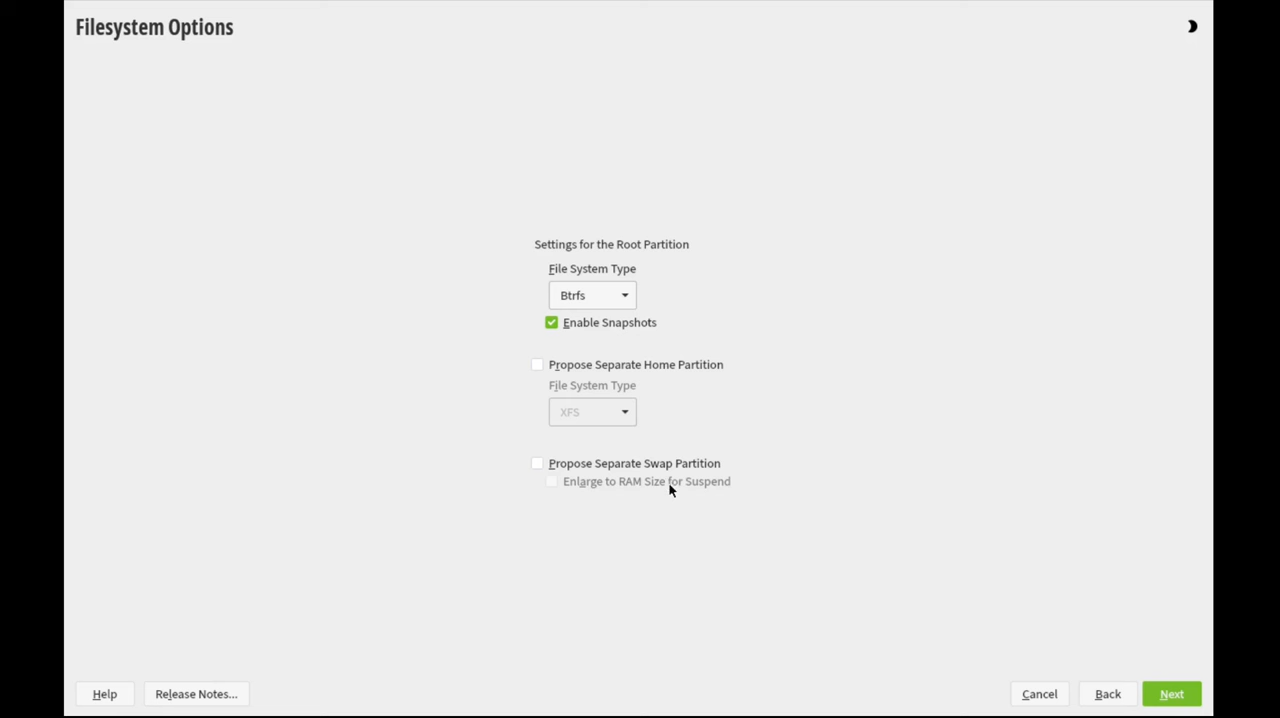 Filesystem Options
Settings for the Root Partition
File System Type
Btrfs
Enable Snapshots
Propose Separate Home Partition
File System Type
XFS
Propose Separate Swap Partition
Enlarge to RAM Size for Suspend
Help
Release Notes...
Cancel
Back
Next